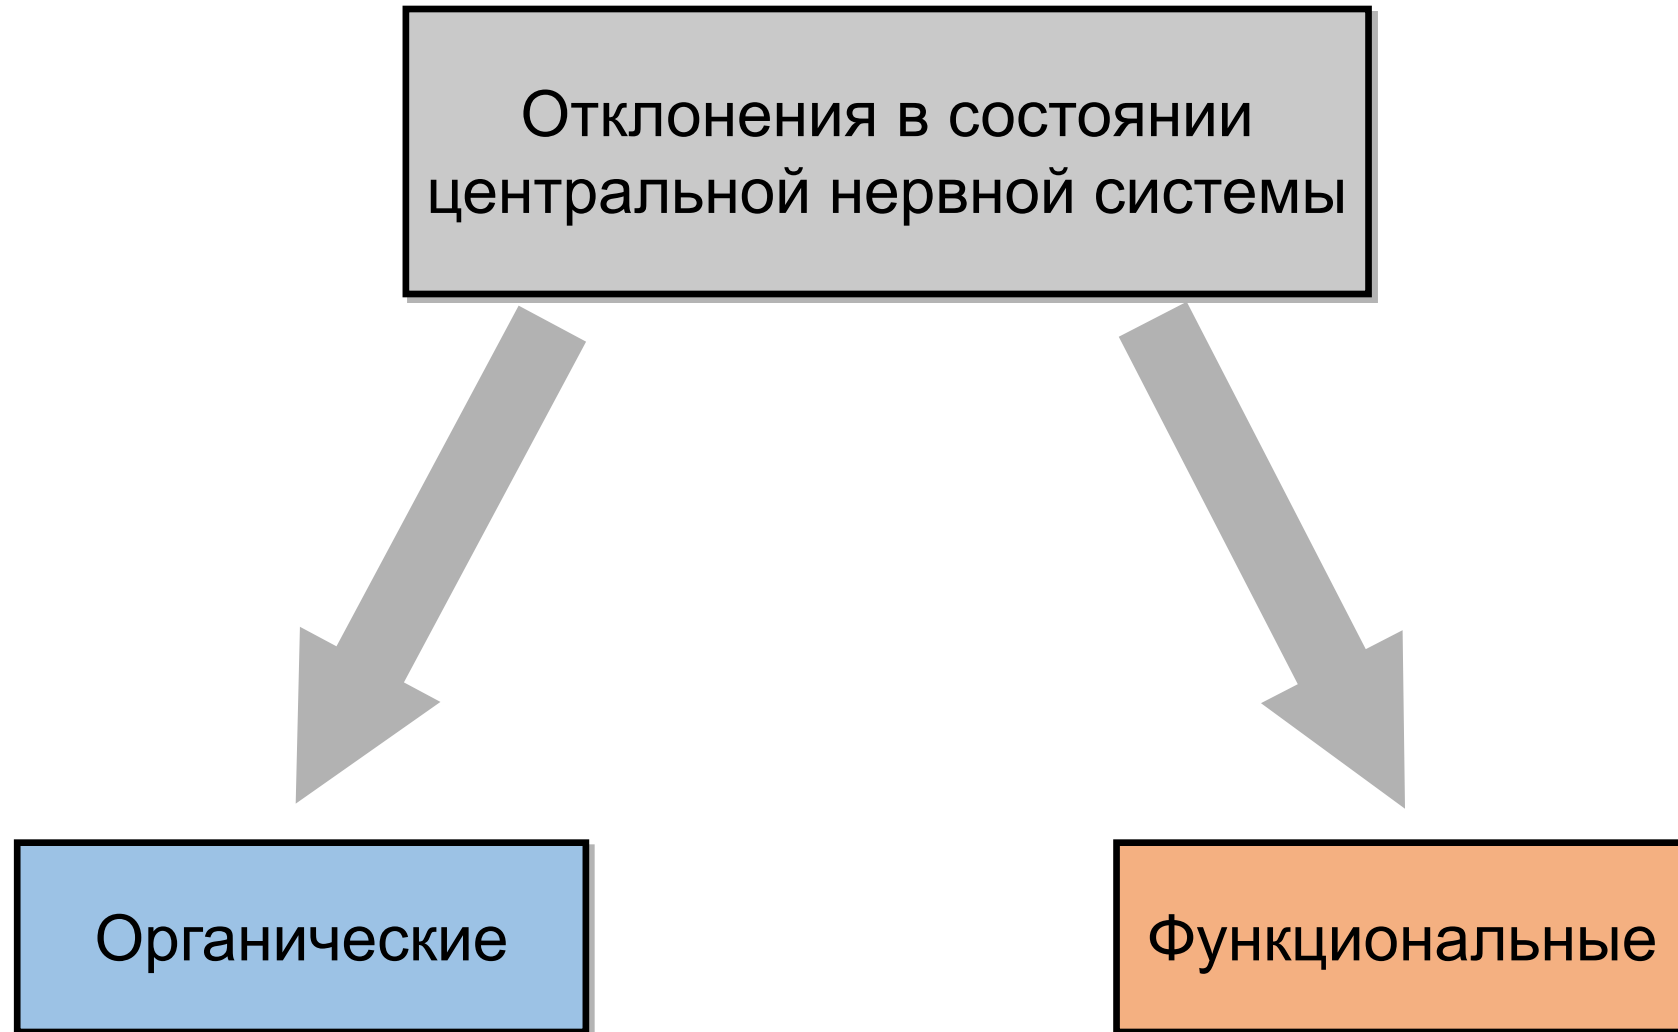 Отклонения в состоянии
центральной нервной системы
Органические
Функциональные